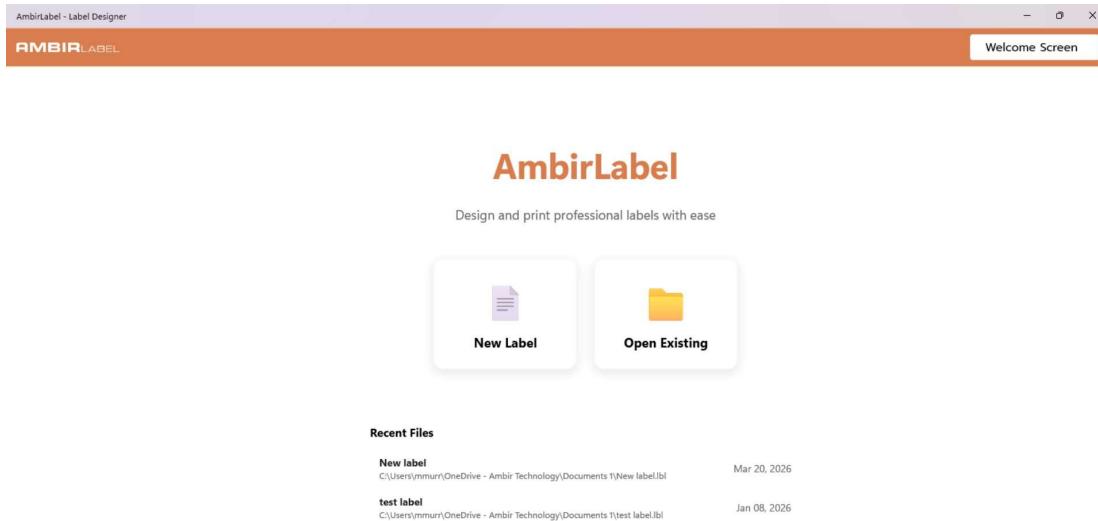 AmbirLabel - Label Designer
AMBIRLABEL
Welcome Screen
AmbirLabel
Design and print professional labels with ease
New Label
Open Existing
Recent Files
New label
C:\Users\mmurr\OneDrive - Ambir Technology\Documents 1\New label.lbl
Mar 20, 2026
test label
C:\Users\mmurr\OneDrive - Ambir Technology\Documents 1\test label.lbl
Jan 08, 2026